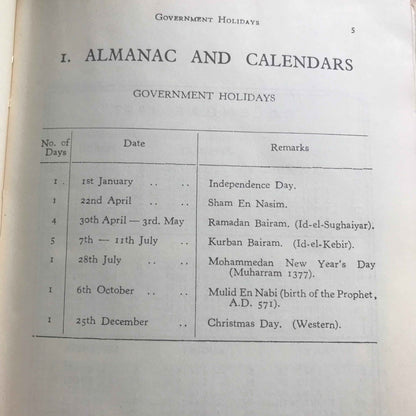 Government Holidays
5
1. ALMANAC AND CALENDARS
GOVERNMENT HOLIDAYS
No. of Days Date Remarks
1 1st January .. .. Independence Day.
1 22nd April .. .. Sham En Nasim.
4 30th April — 3rd. May Ramadan Bairam. (Id-el-Sughaiyar).
5 7th — 11th July .. Kurban Bairam. (Id-el-Kebir).
1 28th July .. .. Mohammedan New Year's Day
(Muharram 1377).
1 6th October .. .. Mulid En Nabi (birth of the Prophet,
A.D. 571).
1 25th December .. Christmas Day. (Western).